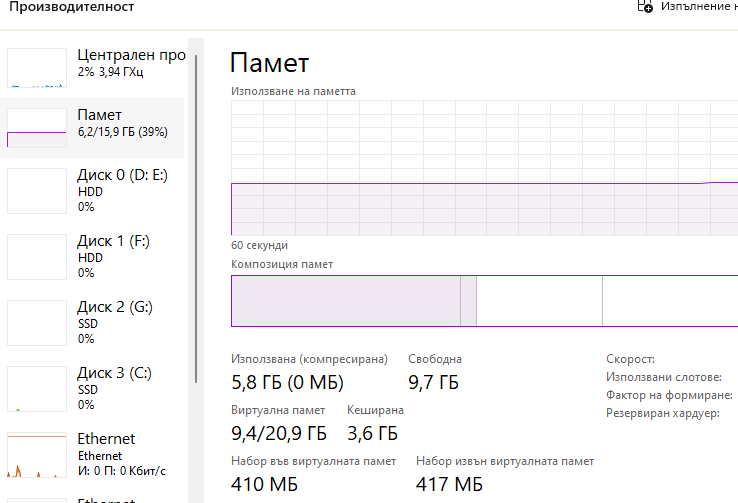 Производителност
Изпълнение н
Централен про
2% 3,94 ГХц
Памет
6,2/15,9 ГБ (39%)
Диск 0 (D: E:)
HDD
0%
Диск 1 (F:)
HDD
0%
Диск 2 (G:)
SSD
0%
Диск 3 (C:)
SSD
0%
Ethernet
Ethernet
И: 0 П: 0 Кбит/с
Памет
Използване на паметта
60 секунди
Композиция памет
Използвана (компресирана)
Свободна
5,8 ГБ (0 МБ)
9,7 ГБ
Виртуална памет
Кеширана
9,4/20,9 ГБ
3,6 ГБ
Набор във виртуалната памет
Набор извън виртуалната памет
410 МБ
417 МБ
Скорост:
Използвани слотове:
Фактор на формиране:
Резервиран хардуер: